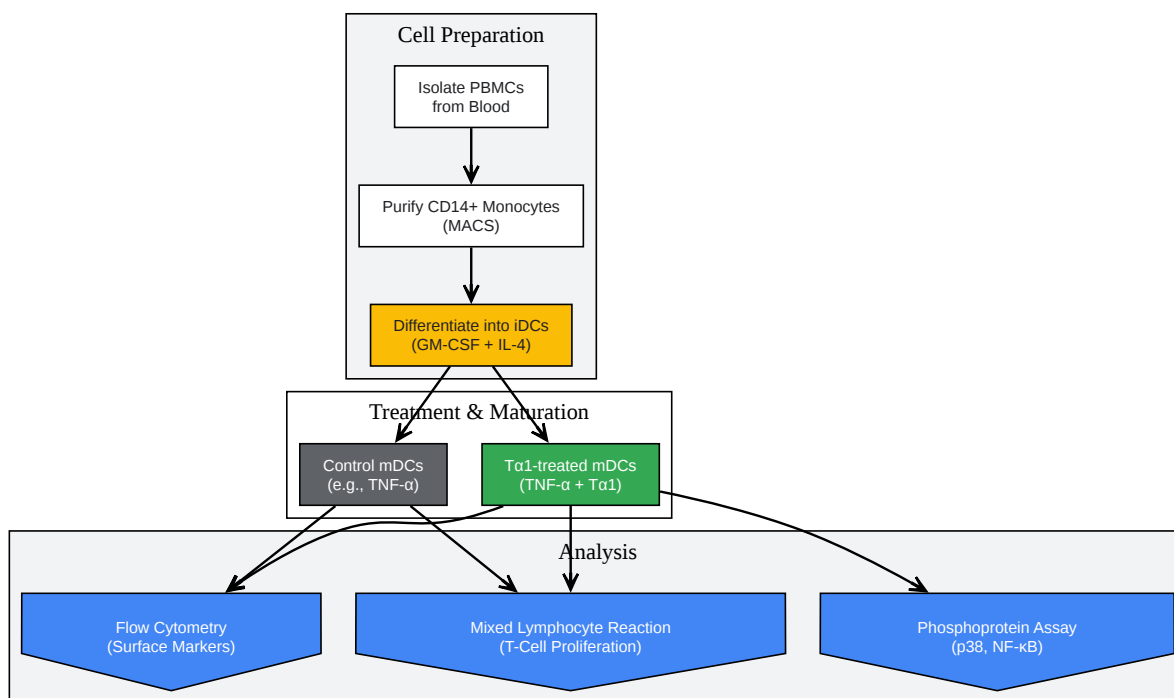 Cell Preparation
Isolate PBMCs
from Blood
Purify CD14+ Monocytes
(MACS)
Differentiate into iDCs
(GM-CSF + IL-4)
Treatment & Maturation
Control mDCs
(e.g., TNF-α)
Tα1-treated mDCs
(TNF-α + Tα1)
Analysis
Flow Cytometry
(Surface Markers)
Mixed Lymphocyte Reaction
(T-Cell Proliferation)
Phosphoprotein Assay
(p38, NF-κB)